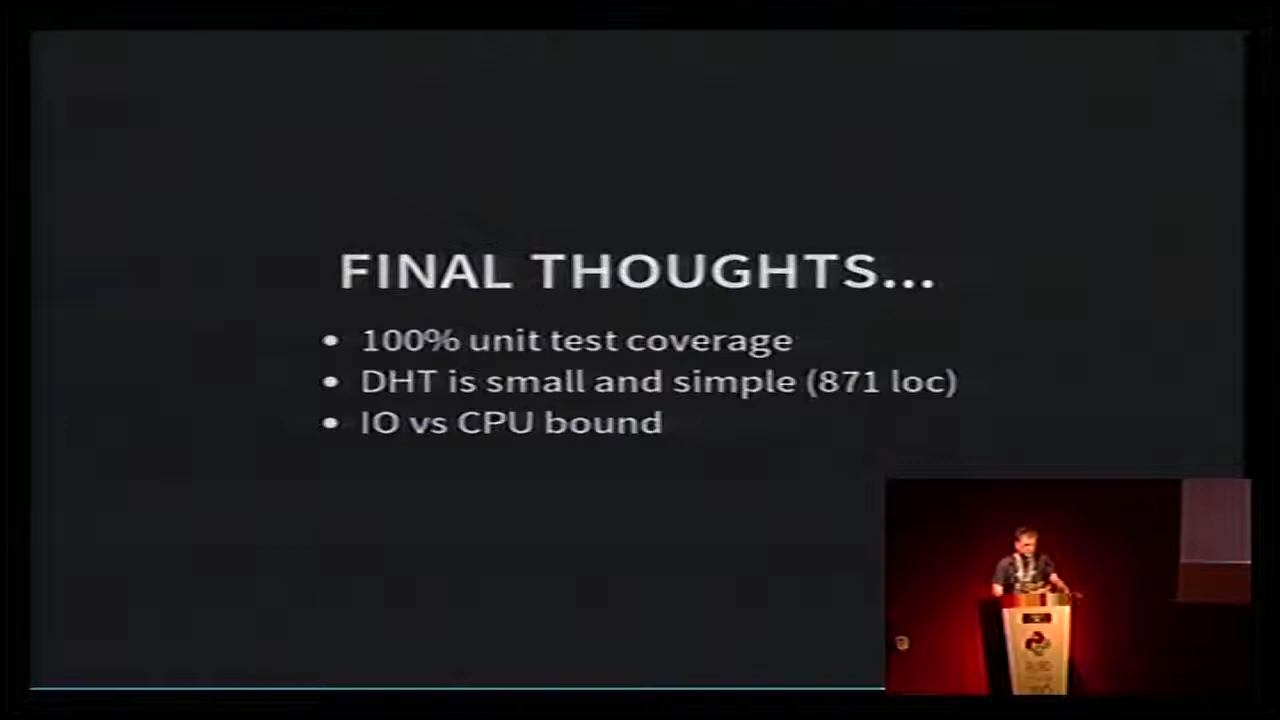 FINAL THOUGHTS...
• 100% unit test coverage
• DHT is small and simple (871 loc)
• IO vs CPU bound